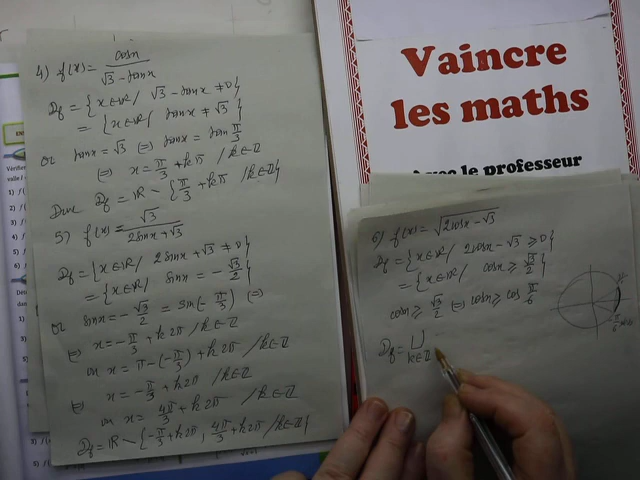 4) f(x) = cosx / √3 - tanx
Df = {x∈ℝ / √3 - tanx ≠ 0}
= {x∈ℝ / tanx ≠ √3}
or tanx = √3 ⇔ tanx = tan π/3
⇔ x = π/3 + kπ / k∈ℤ
Donc Df = ℝ - {π/3 + kπ / k∈ℤ}
5) f(x) = √3 / 2sinx + √3
Df = {x∈ℝ / 2sinx + √3 ≠ 0}
= {x∈ℝ / sinx = - √3/2}
or sinx = - √3/2 = sin(- π/3) ⇔
⇔ x = - π/3 + k2π / k∈ℤ
ou x = π - (- π/3) + k2π / k∈ℤ
⇔ x = - π/3 + k2π / k∈ℤ
ou x = 4π/3 + k2π / k∈ℤ
Df = ℝ - {- π/3 + k2π, 4π/3 + k2π / k∈ℤ}
Vaincre
les maths
le professeur
6) f(x) = √(2cosx - √3)
Df = {x∈ℝ / 2cosx - √3 ≥ 0}
= {x∈ℝ / cosx ≥ √3/2}
cosx ≥ √3/2 ⇔ cosx ≥ cos π/6
Df = ⋃ k∈ℤ